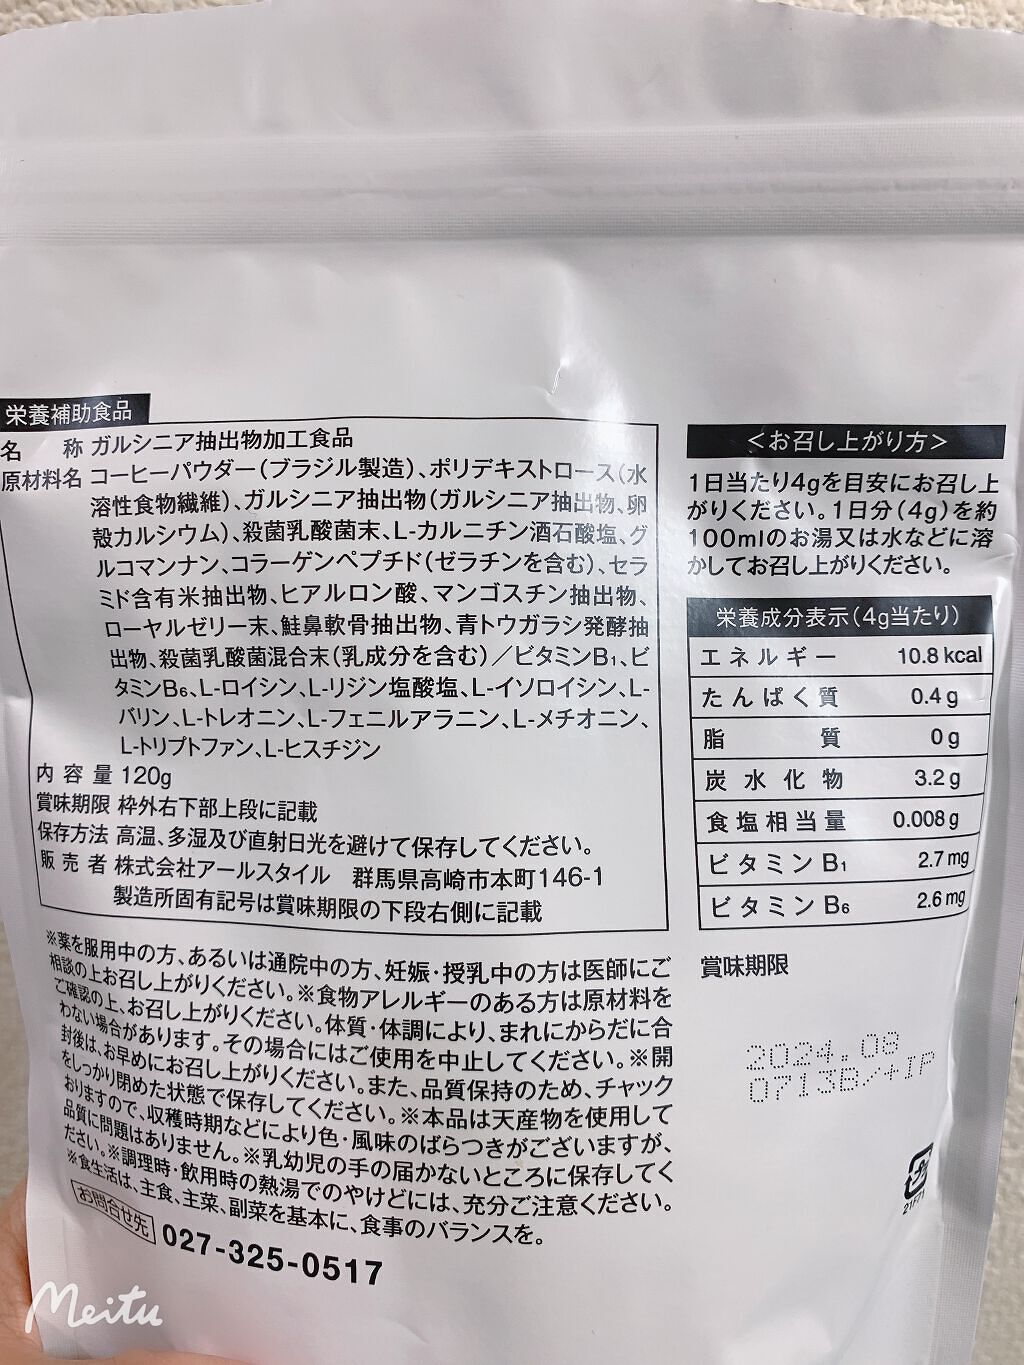 栄養補助食品
名 称 ガルシニア抽出物加工食品
原材料名 コーヒーパウダー(ブラジル製造)、ポリデキストロース(水
溶性食物繊維)、ガルシニア抽出物(ガルシニア抽出物、卵
殻カルシウム)、殺菌乳酸菌末、L-カルニチン酒石酸塩、グ
ルコマンナン、コラーゲンペプチド(ゼラチンを含む)、セラ
ミド含有米抽出物、ヒアルロン酸、マンゴスチン抽出物、
ローヤルゼリー末、鮭鼻軟骨抽出物、青トウガラシ発酵抽
出物、殺菌乳酸菌混合末(乳成分を含む)/ビタミンB₁、ビ
タミンB₆、L-ロイシン、L-リジン塩酸塩、L-イソロイシン、L-
バリン、L-トレオニン、L-フェニルアラニン、L-メチオニン、
L-トリプトファン、L-ヒスチジン
内容量 120g
賞味期限 枠外右下部上段に記載
保存方法 高温、多湿及び直射日光を避けて保存してください。
販売者 株式会社アールスタイル 群馬県高崎市本町146-1
製造所固有記号は賞味期限の下段右側に記載
※薬を服用中の方、あるいは通院中の方、妊娠・授乳中の方は医師にご
相談の上お召し上がりください。※食物アレルギーのある方は原材料を
ご確認の上、お召し上がりください。体質・体調により、まれにからだに合
わない場合があります。その場合にはご使用を中止してください。※開
封後は、お早めにお召し上がりください。また、品質保持のため、チャック
をしっかり閉めた状態で保存してください。※本品は天産物を使用して
おりますので、収穫時期などにより色・風味のばらつきがございますが、
品質に問題はありません。※乳幼児の手の届かないところに保存してく
ださい。※調理時・飲用時の熱湯でのやけどには、充分ご注意ください。
※食生活は、主食、主菜、副菜を基本に、食事のバランスを。
お問合せ先 027-325-0517
<お召し上がり方>
1日当たり4gを目安にお召し上
がりください。1日分(4g)を約
100mlのお湯又は水などに溶
かしてお召し上がりください。
栄養成分表示(4g当たり)
エネルギー 10.8 kcal
たんぱく質 0.4 g
脂質 0 g
炭水化物 3.2 g
食塩相当量 0.008 g
ビタミンB₁ 2.7 mg
ビタミンB₆ 2.6 mg
賞味期限
2024.08
0713B/+IP
21F71
Meitu